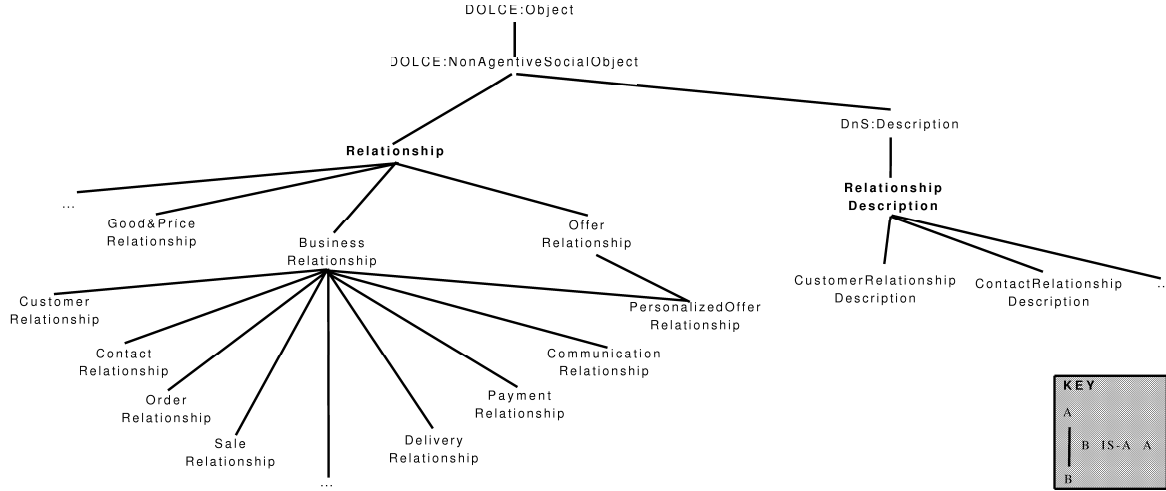 DOLCE:Object
DOLCE:NonAgentiveSocialObject
DnS:Description
Relationship
Relationship
Description
...
Good&Price
Relationship
Offer
Relationship
Business
Relationship
CustomerRelationship
Description
ContactRelationship
Description
...
Customer
Relationship
PersonalizedOffer
Relationship
Contact
Relationship
Communication
Relationship
Order
Relationship
Payment
Relationship
Sale
Relationship
Delivery
Relationship
...
KEY
A
B IS-A A
B